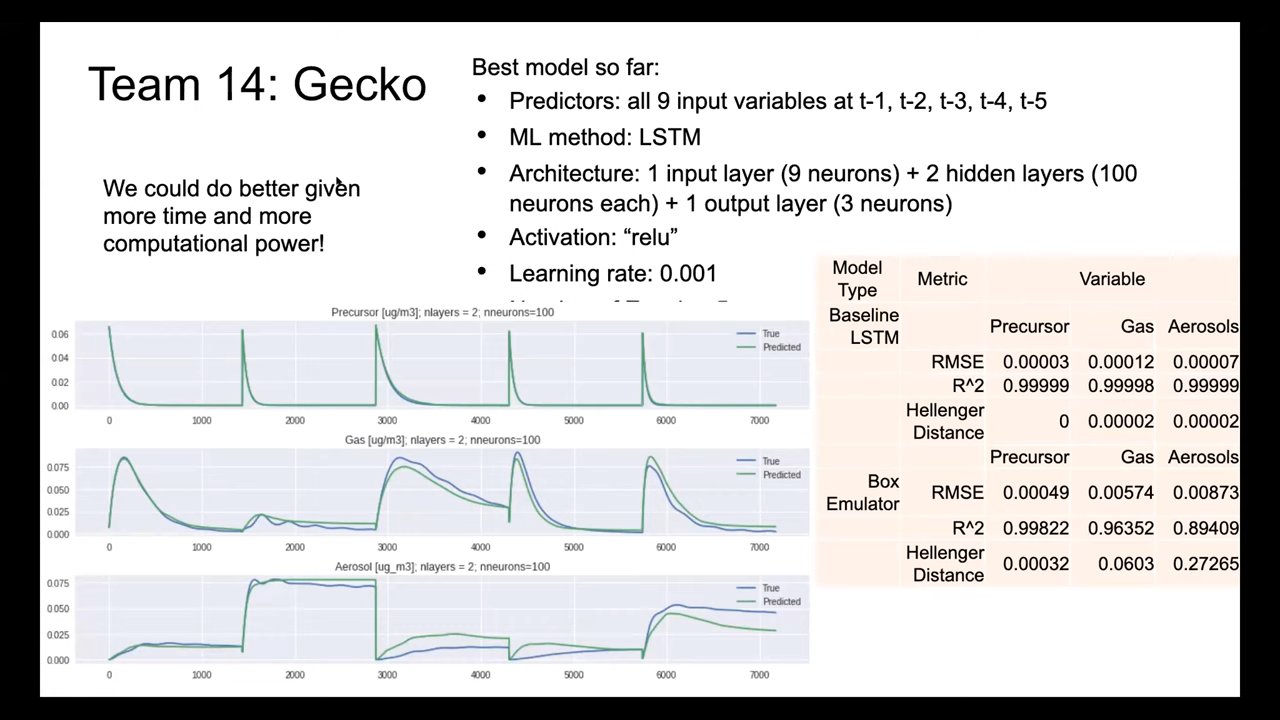 Team 14: Gecko
We could do better given
more time and more
computational power!
Best model so far:
• Predictors: all 9 input variables at t-1, t-2, t-3, t-4, t-5
• ML method: LSTM
• Architecture: 1 input layer (9 neurons) + 2 hidden layers (100
neurons each) + 1 output layer (3 neurons)
• Activation: “relu”
• Learning rate: 0.001
Precursor [ug/m3]; nlayers = 2; nneurons=100
True
Predicted
0.06
0.04
0.02
0.00
0 1000 2000 3000 4000 5000 6000 7000
Gas [ug/m3]; nlayers = 2; nneurons=100
True
Predicted
0.075
0.050
0.025
0.000
0 1000 2000 3000 4000 5000 6000 7000
Aerosol [ug_m3]; nlayers = 2; nneurons=100
True
Predicted
0.075
0.050
0.025
0.000
0 1000 2000 3000 4000 5000 6000 7000
Model
Type
Metric
Variable
Baseline
LSTM
Precursor Gas Aerosols
RMSE 0.00003 0.00012 0.00007
R^2 0.99999 0.99998 0.99999
Hellenger
Distance
0 0.00002 0.00002
Precursor Gas Aerosols
Box
Emulator
RMSE 0.00049 0.00574 0.00873
R^2 0.99822 0.96352 0.89409
Hellenger
Distance
0.00032 0.0603 0.27265